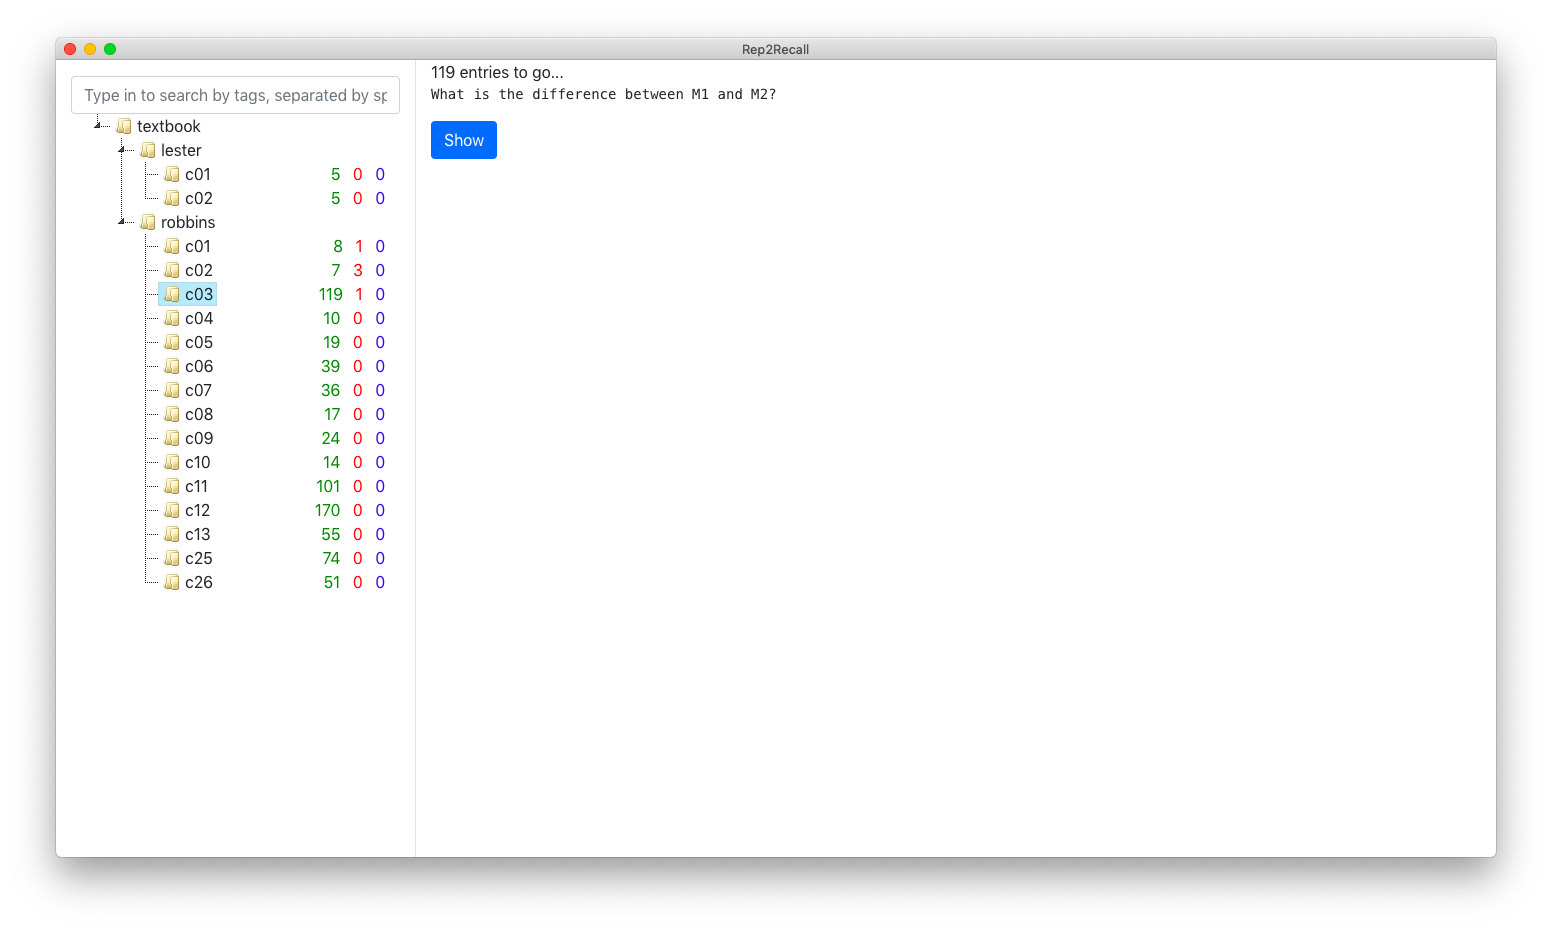 Rep2Recall
Type in to search by tags, separated by sp
textbook
lester
c01 5 0 0
c02 5 0 0
robbins
c01 8 1 0
c02 7 3 0
c03 119 1 0
c04 10 0 0
c05 19 0 0
c06 39 0 0
c07 36 0 0
c08 17 0 0
c09 24 0 0
c10 14 0 0
c11 101 0 0
c12 170 0 0
c13 55 0 0
c25 74 0 0
c26 51 0 0
119 entries to go...
What is the difference between M1 and M2?
Show